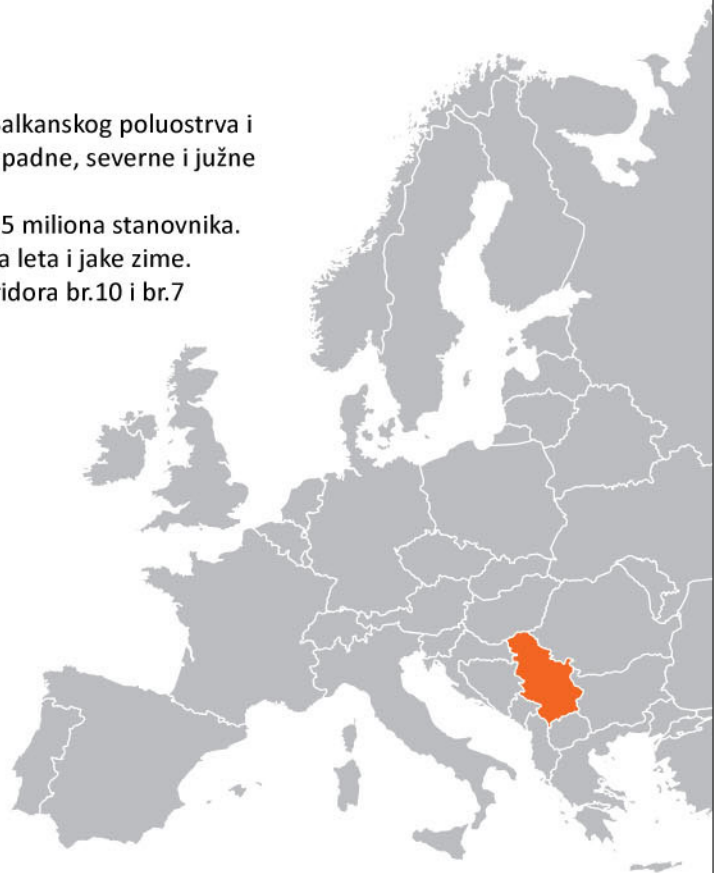 alkanskog poluostrva i
padne, severne i južne
5 miliona stanovnika.
a leta i jake zime.
idora br.10 i br.7